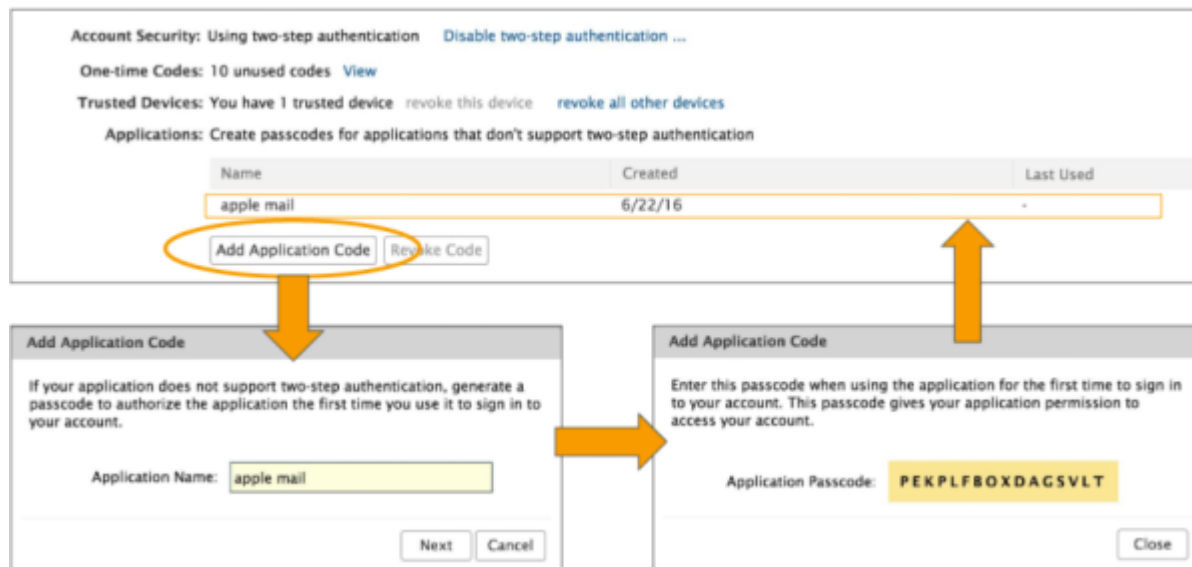 Account Security: Using two-step authentication Disable two-step authentication ...
One-time Codes: 10 unused codes View
Trusted Devices: You have 1 trusted device revoke this device revoke all other devices
Applications: Create passcodes for applications that don't support two-step authentication
Name Created Last Used
apple mail 6/22/16 -
Add Application Code Revoke Code
Add Application Code
If your application does not support two-step authentication, generate a
passcode to authorize the application the first time you use it to sign in to
your account.
Application Name: apple mail
Next Cancel
Add Application Code
Enter this passcode when using the application for the first time to sign in
to your account. This passcode gives your application permission to
access your account.
Application Passcode: PEKPLFBOXDAGSVLT
Close